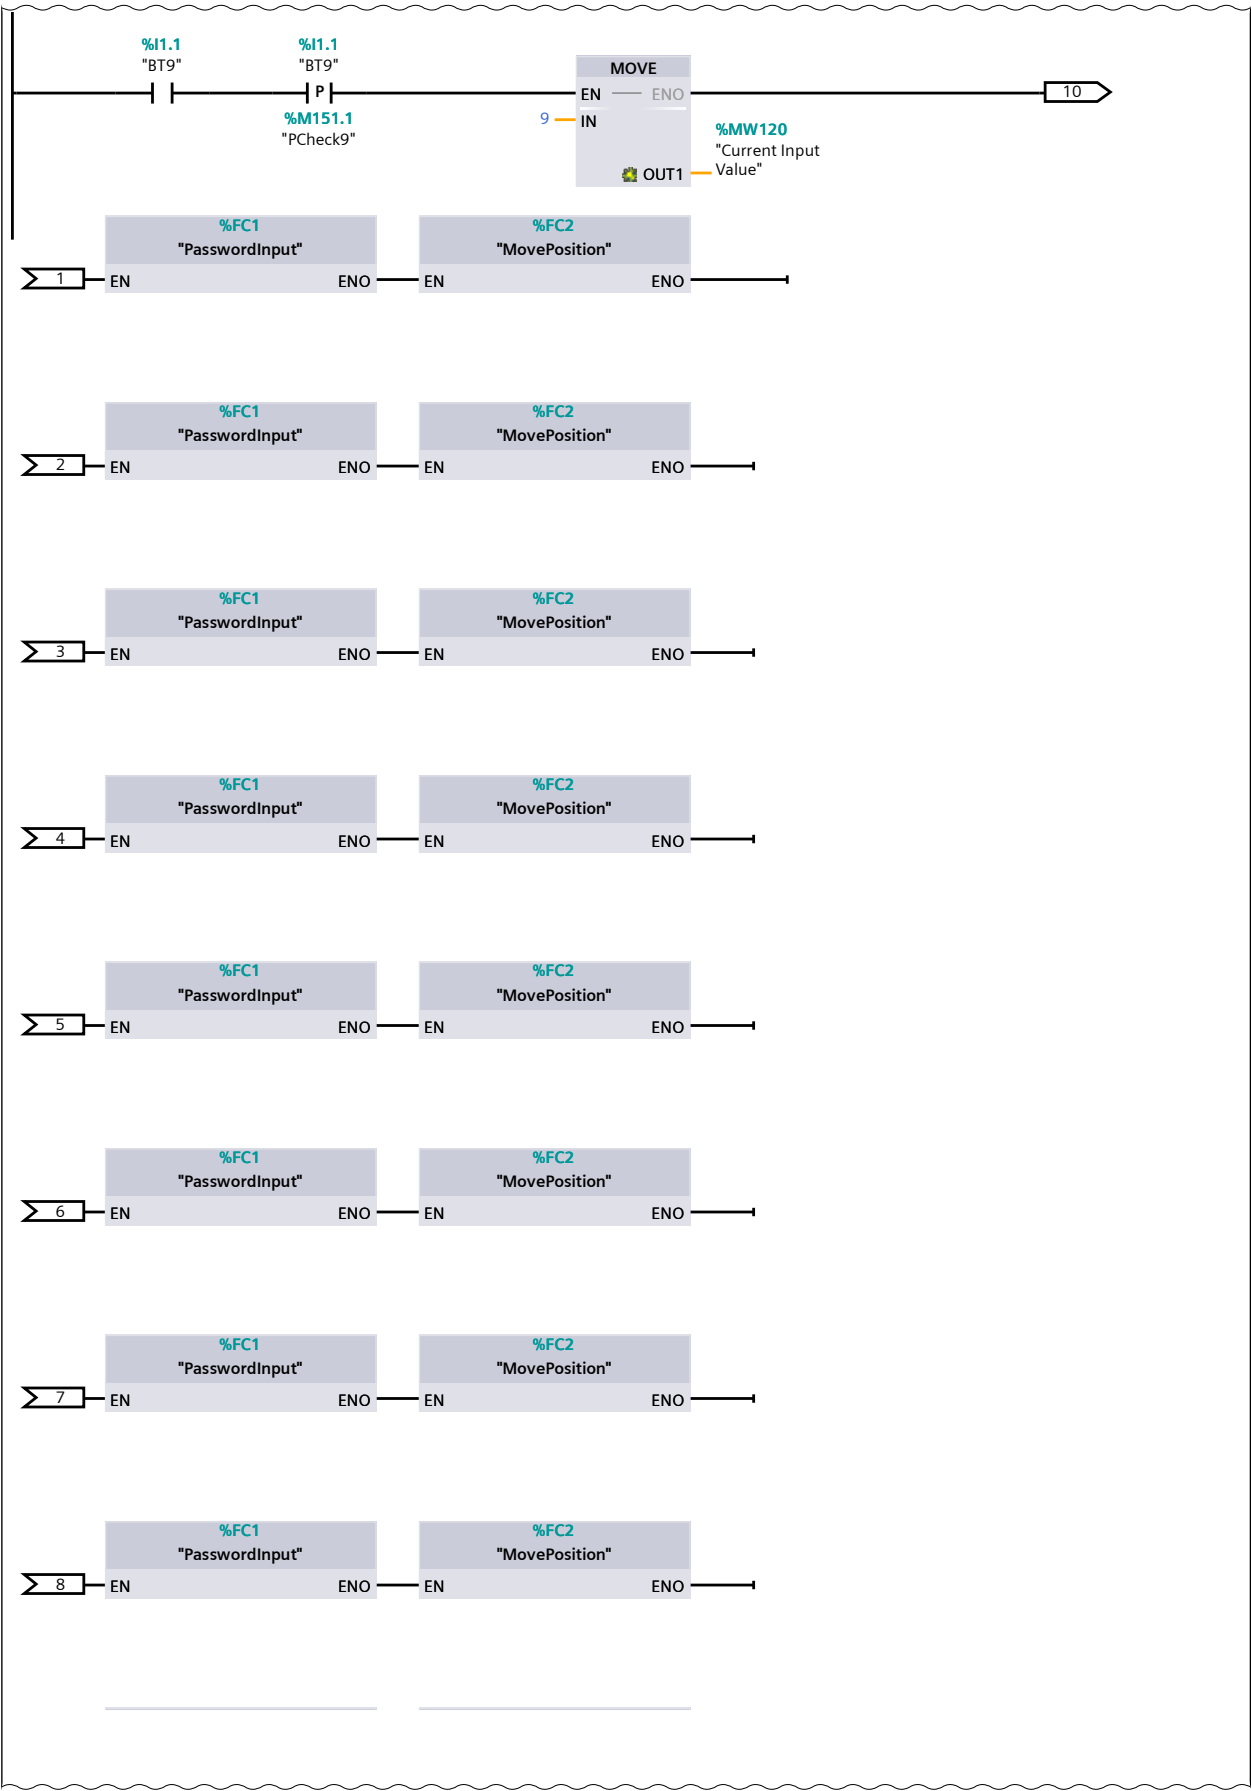 %I1.1 %I1.1
"BT9" "BT9"
MOVE
P
EN ENO
10
%M151.1
"PCheck9"
9 IN
%MW120
"Current Input
Value"
OUT1
%FC1 %FC2
"PasswordInput" "MovePosition"
1 EN ENO EN ENO
%FC1 %FC2
"PasswordInput" "MovePosition"
2 EN ENO EN ENO
%FC1 %FC2
"PasswordInput" "MovePosition"
3 EN ENO EN ENO
%FC1 %FC2
"PasswordInput" "MovePosition"
4 EN ENO EN ENO
%FC1 %FC2
"PasswordInput" "MovePosition"
5 EN ENO EN ENO
%FC1 %FC2
"PasswordInput" "MovePosition"
6 EN ENO EN ENO
%FC1 %FC2
"PasswordInput" "MovePosition"
7 EN ENO EN ENO
%FC1 %FC2
"PasswordInput" "MovePosition"
8 EN ENO EN ENO